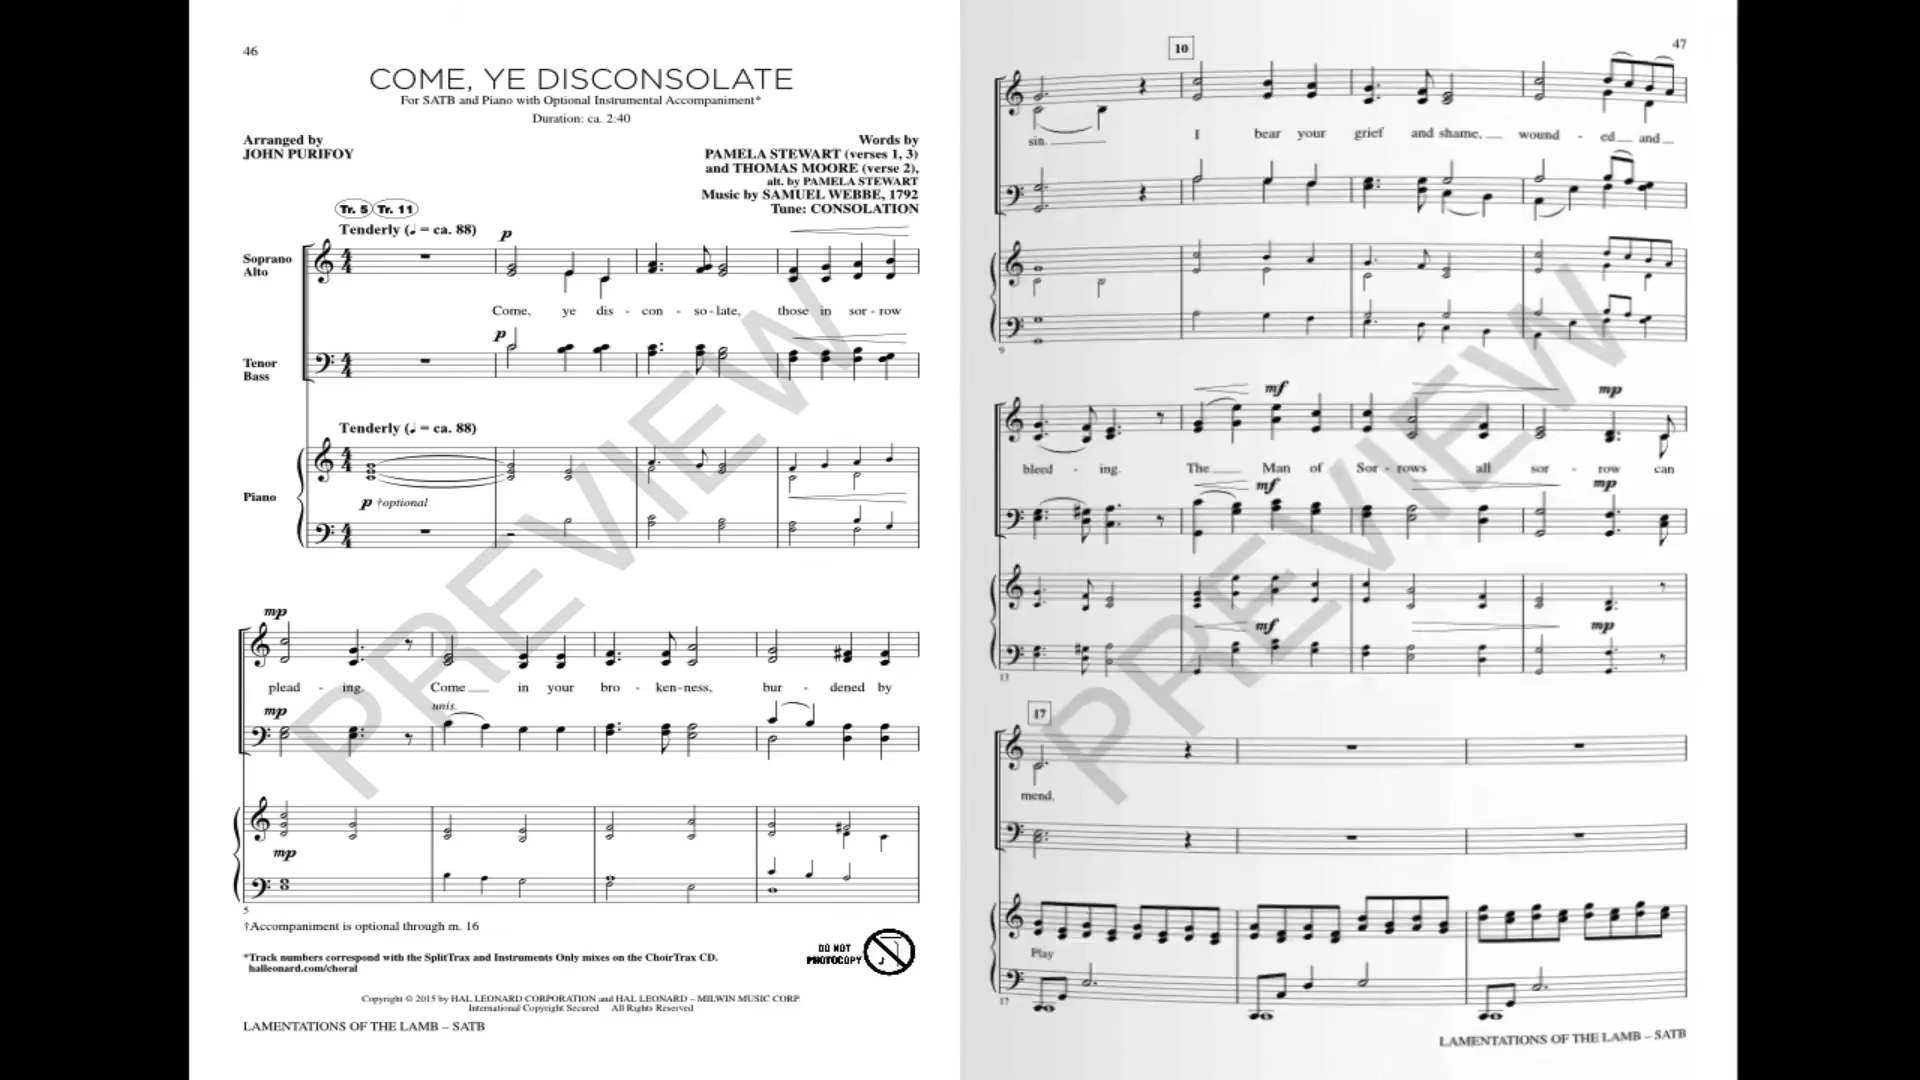 46
COME, YE DISCONSOLATE
For SATB and Piano with Optional Instrumental Accompaniment*
Duration: ca. 2:40
Arranged by
JOHN PURIFOY
Words by
PAMELA STEWART (verses 1, 3)
and THOMAS MOORE (verse 2),
alt. by PAMELA STEWART
Music by SAMUEL WEBBE, 1792
Tune: CONSOLATION
Tr. 5 Tr. 11
Tenderly (♩ = ca. 88)
p
Soprano
Alto
Come, ye dis - con - so - late, those in sor - row
p
Tenor
Bass
Tenderly (♩ = ca. 88)
Piano
p †optional
mp
plead - ing. Come in your bro - ken-ness, bur - dened by
mp unis.
mp
5
†Accompaniment is optional through m. 16
DO NOT
PHOTOCOPY
*Track numbers correspond with the SplitTrax and Instruments Only mixes on the ChoirTrax CD.
halleonard.com/choral
Copyright © 2015 by HAL LEONARD CORPORATION and HAL LEONARD – MILWIN MUSIC CORP.
International Copyright Secured All Rights Reserved
LAMENTATIONS OF THE LAMB – SATB
PREVIEW
47
10
sin. I bear your grief and shame, wound - ed and
9
mf mp
bleed - ing. The Man of Sor - rows all sor - row can
mf mp
mf mp
13
17
mend.
Play
17
LAMENTATIONS OF THE LAMB – SATB
PREVIEW